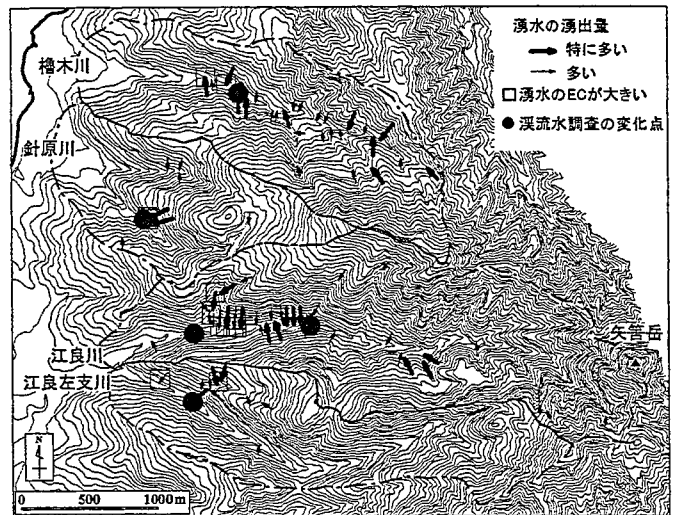 湧水の湧出量
特に多い
多い
湧水のECが大きい
渓流水調査の変化点
櫓木川
針原川
江良川
江良左支川
矢筈岳
N
0 500 1000m